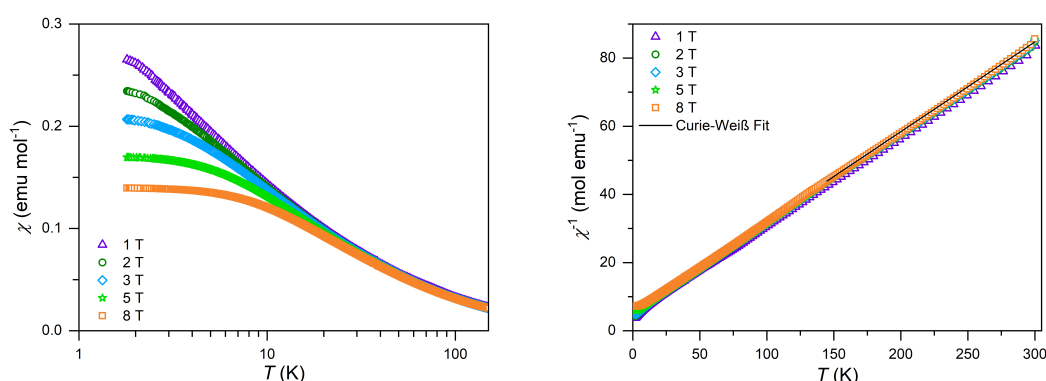 0.3
0.2
0.1
0.0
χ (emu mol⁻¹)
1 T
2 T
3 T
5 T
8 T
1
10
100
T (K)
80
60
40
20
0
χ⁻¹ (mol emu⁻¹)
1 T
2 T
3 T
5 T
8 T
Curie-Weiß Fit
0
50
100
150
200
250
300
T (K)